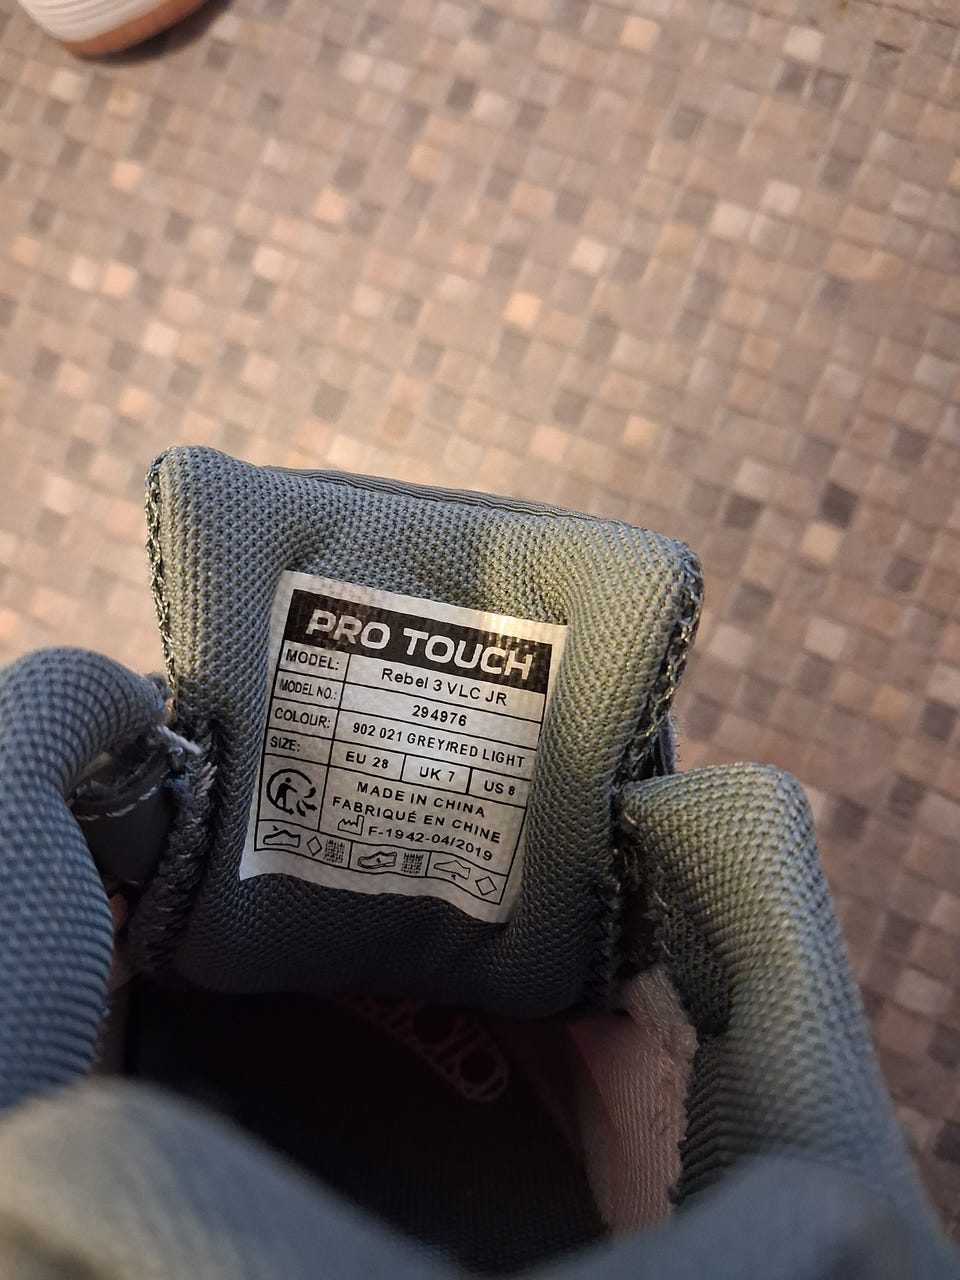 PRO TOUCH
MODEL: Rebel 3 VLC JR
MODEL NO.: 294976
COLOUR: 902 021 GREY/RED LIGHT
SIZE: EU 28 UK 7 US 8
MADE IN CHINA
FABRIQUÉ EN CHINE
F-1942-04/2019